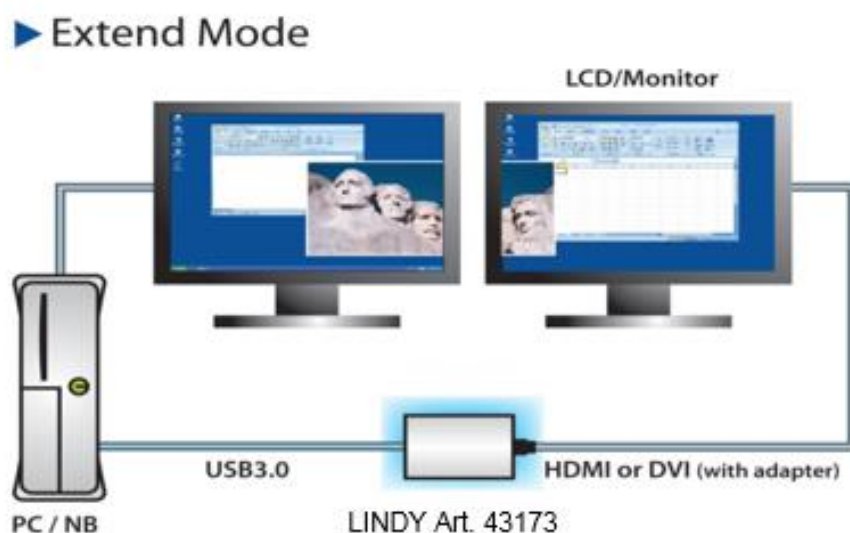 ► Extend Mode
LCD/Monitor
USB3.0
HDMI or DVI (with adapter)
PC / NB
LINDY Art. 43173